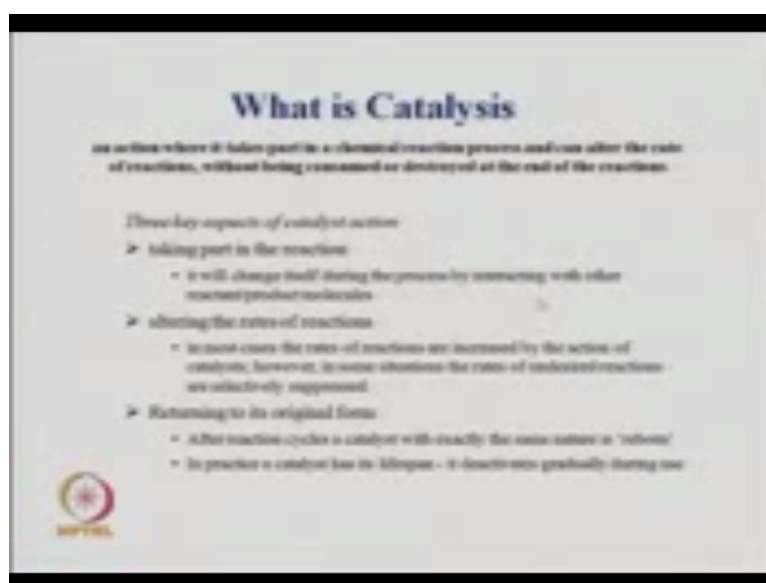 What is Catalysis
an action where it takes part in a chemical reaction process and can alter the rate
of reactions, without being consumed or destroyed at the end of the reactions
Three key aspects of catalyst action
taking part in the reaction
• it will change itself during the process by interacting with other
reactant/product molecules
altering the rates of reactions
• in most cases the rates of reactions are increased by the action of
catalysts; however, in some situations the rates of undesired reactions
are selectively suppressed
Returning to its original form
• After reaction cycles a catalyst with exactly the same nature is 'reborn'
• In practice a catalyst has its lifespan - it deactivates gradually during use
NPTEL